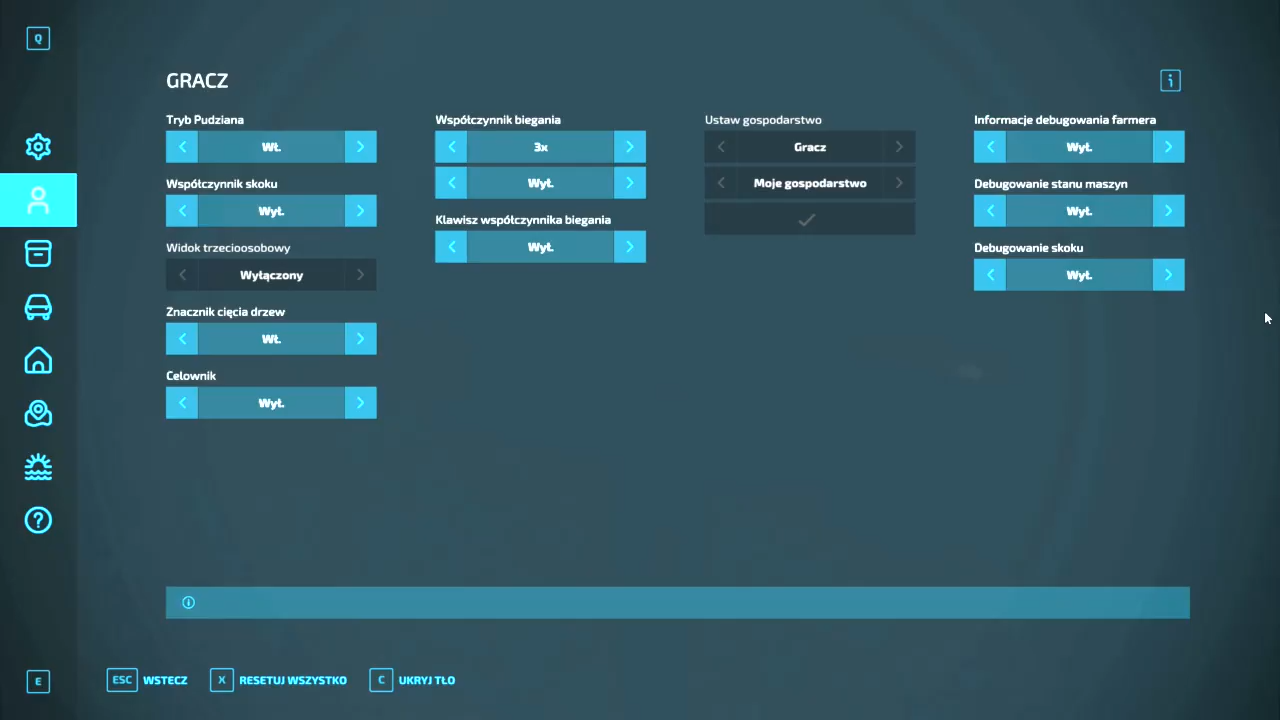 Q
GRACZ
i
Tryb Pudziana
Wł.
Współczynnik skoku
Wył.
Widok trzecioosobowy
Wyłączony
Znacznik cięcia drzew
Wł.
Celownik
Wył.
Współczynnik biegania
3x
Wył.
Klawisz współczynnika biegania
Wył.
Ustaw gospodarstwo
Gracz
Moje gospodarstwo
Informacje debugowania farmera
Wył.
Debugowanie stanu maszyn
Wył.
Debugowanie skoku
Wył.
E
ESC WSTECZ X RESETUJ WSZYSTKO C UKRYJ TŁO